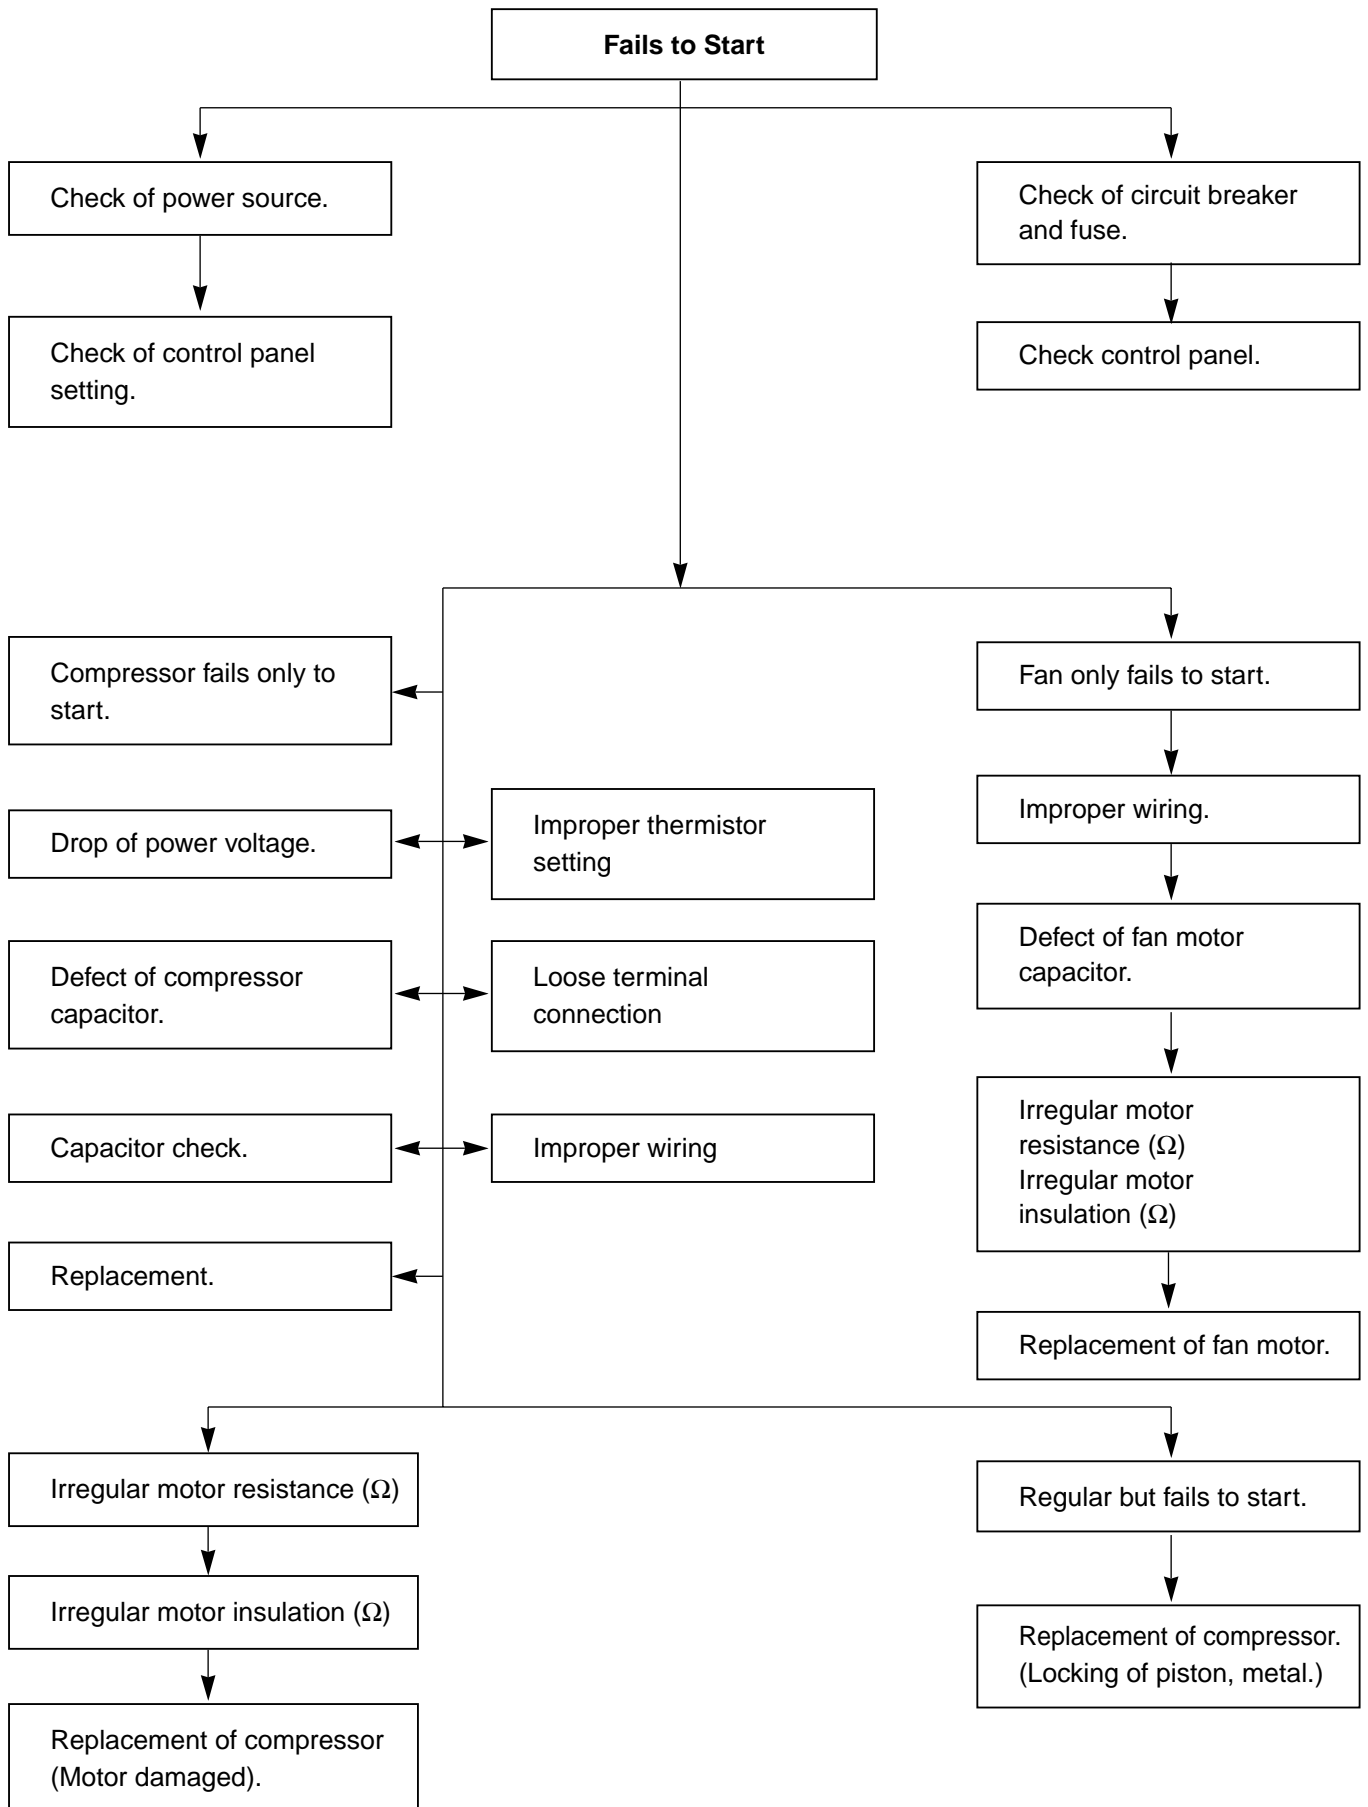 Fails to Start
Check of power source.
Check of circuit breaker
and fuse.
Check of control panel
setting.
Check control panel.
Compressor fails only to
start.
Fan only fails to start.
Drop of power voltage.
Improper thermistor
setting
Improper wiring.
Defect of compressor
capacitor.
Loose terminal
connection
Defect of fan motor
capacitor.
Capacitor check.
Improper wiring
Irregular motor
resistance (Ω)
Irregular motor
insulation (Ω)
Replacement.
Replacement of fan motor.
Irregular motor resistance (Ω)
Regular but fails to start.
Irregular motor insulation (Ω)
Replacement of compressor.
(Locking of piston, metal.)
Replacement of compressor
(Motor damaged).